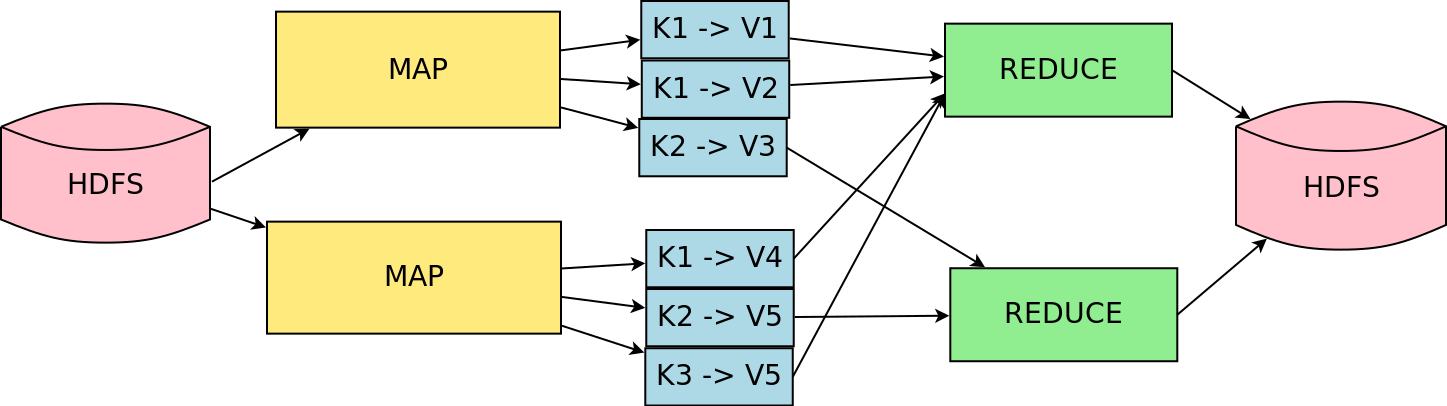 HDFS
MAP
MAP
K1 -> V1
K1 -> V2
K2 -> V3
K1 -> V4
K2 -> V5
K3 -> V5
REDUCE
REDUCE
HDFS